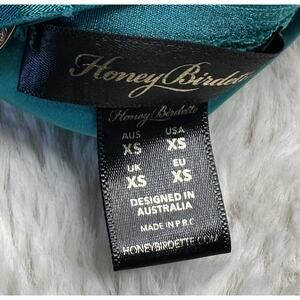 Honey Birdette
Honey Birdette
AUS USA
XS XS
UK EU
XS XS
DESIGNED IN
AUSTRALIA
MADE IN P.R.C
HONEYBIRDETTE.COM